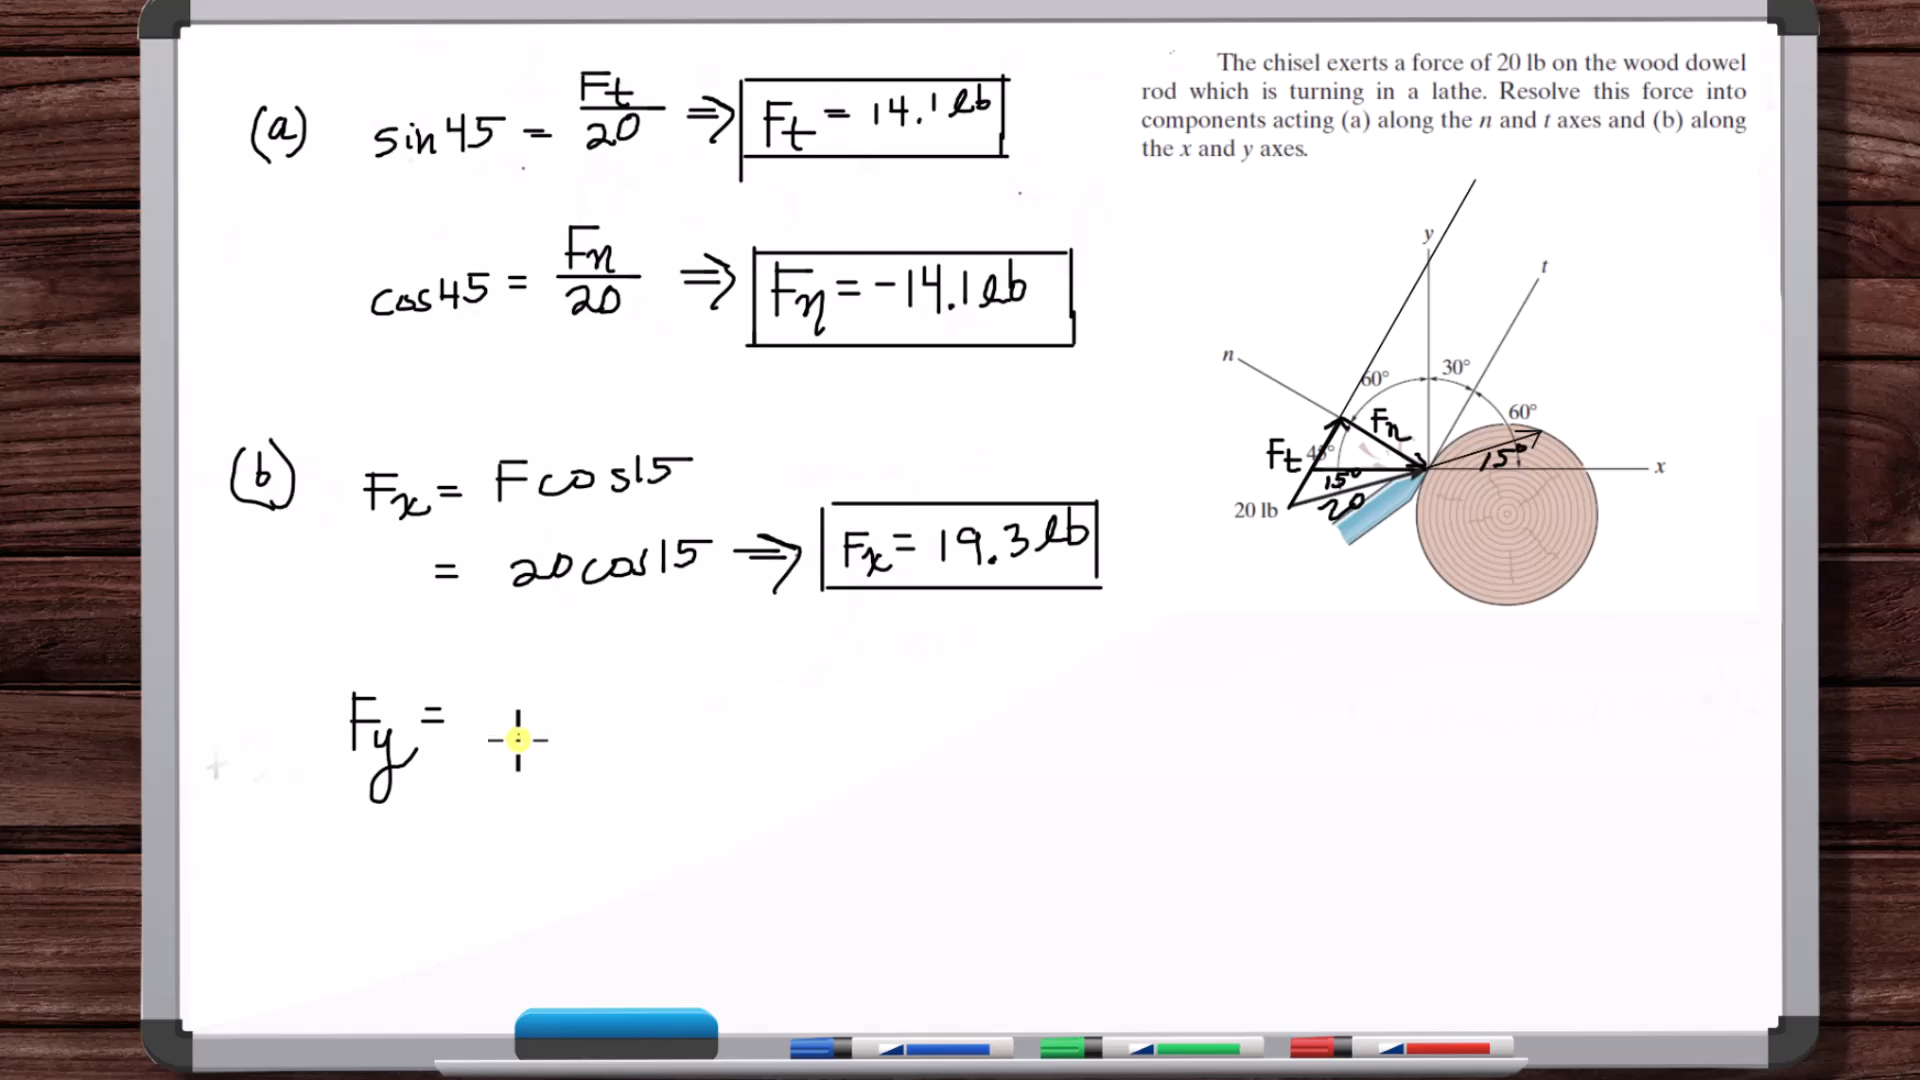 (a) sin45 = Ft/20 ⇒ Ft = 14.1 lb
cos45 = Fn/20 ⇒ Fn = -14.1 lb
(b) Fx = F cos15
= 20cos15 ⇒ Fx = 19.3 lb
Fy =
The chisel exerts a force of 20 lb on the wood dowel
rod which is turning in a lathe. Resolve this force into
components acting (a) along the n and t axes and (b) along
the x and y axes.
y
t
n
60°
30°
60°
Fn
Ft
45°
15°
15°
x
20 lb
20